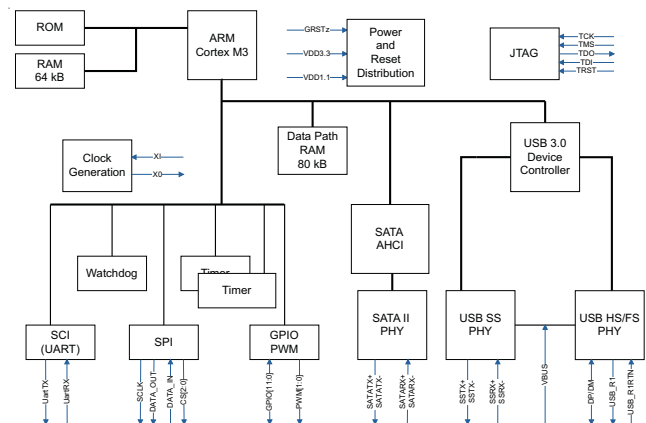 ROM
RAM
64 kB
ARM
Cortex M3
GRSTz
VDD3.3
VDD1.1
Power
and
Reset
Distribution
JTAG
TCK
TMS
TDO
TDI
TRST
Clock
Generation
XI
X0
Data Path
RAM
80 kB
USB 3.0
Device
Controller
SATA
AHCI
Watchdog
Timer
Timer
SCI
(UART)
SPI
GPIO
PWM
SATA II
PHY
USB SS
PHY
USB HS/FS
PHY
UartTX
UartRX
SCLK
DATA_OUT
DATA_IN
CS[2:0]
GPIO[11:0]
PWM[1:0]
SATATX+
SATATX-
SATARX+
SATARX-
SSTX+
SSTX-
SSRX+
SSRX-
VBUS
DP/DM
USB_R1
USB_R1RTN